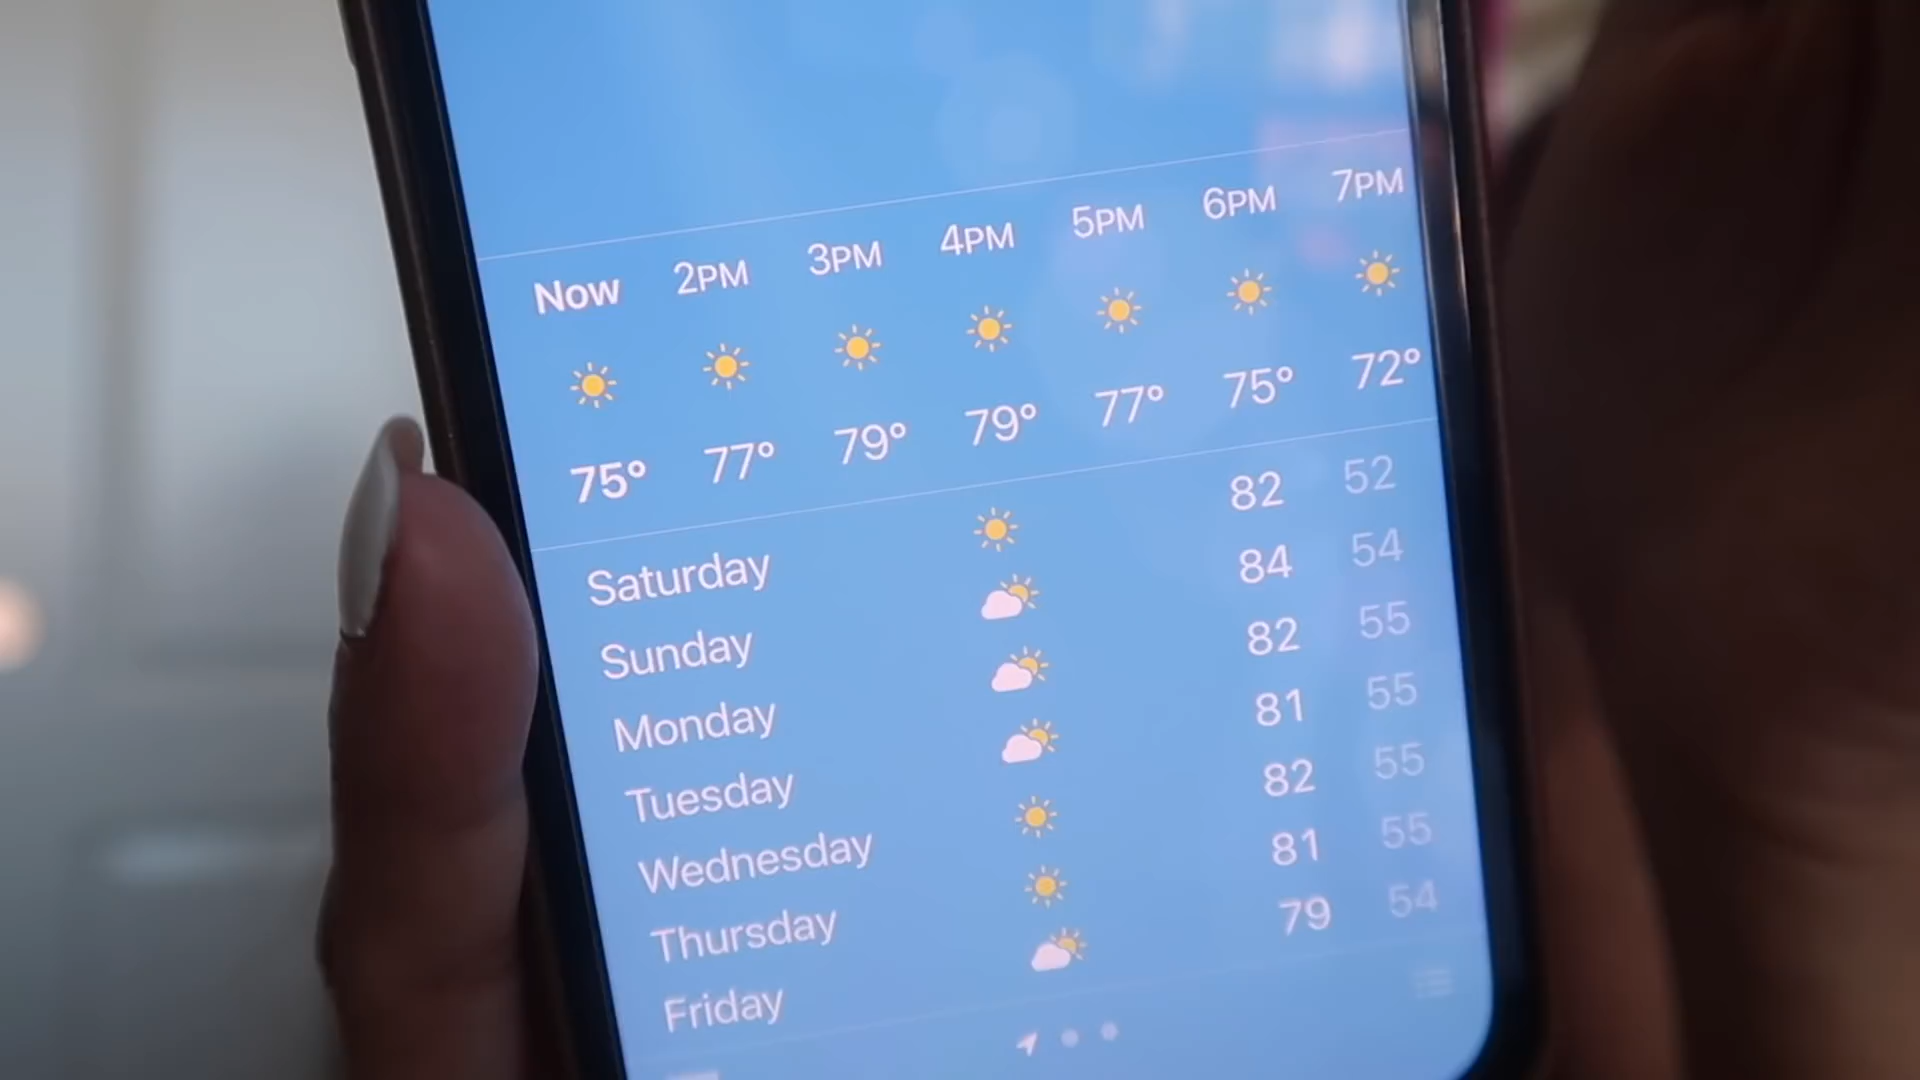 Now 2PM 3PM 4PM 5PM 6PM 7PM
75° 77° 79° 79° 77° 75° 72°
Saturday 82 52
Sunday 84 54
Monday 82 55
Tuesday 81 55
Wednesday 82 55
Thursday 81 55
Friday 79 54